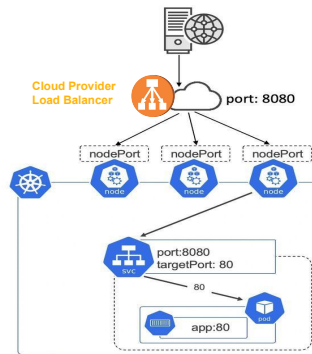 Cloud Provider
Load Balancer
port: 8080
nodePort nodePort nodePort
node node node
port:8080
targetPort: 80
svc
80
pod
app:80